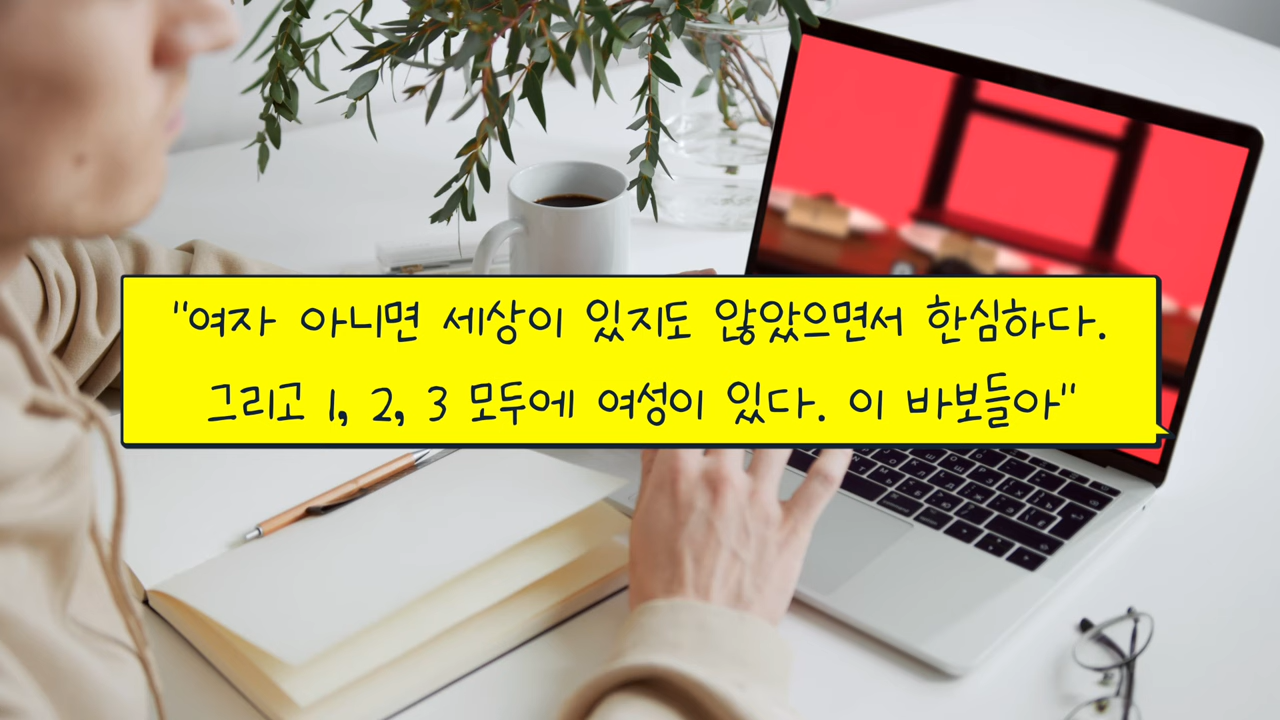 "여자 아니면 세상이 있지도 않았으면서 한심하다.
그리고 1, 2, 3 모두에 여성이 있다. 이 바보들아"